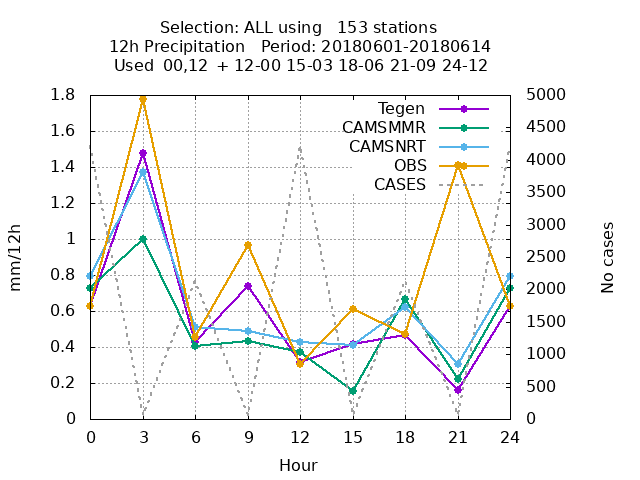 Selection: ALL using   153 stations
12h Precipitation   Period: 20180601-20180614
Used  00,12  + 12-00 15-03 18-06 21-09 24-12
Tegen
CAMSMMR
CAMSNRT
OBS
CASES
1.8
1.6
1.4
1.2
1
0.8
0.6
0.4
0.2
0
mm/12h
5000
4500
4000
3500
3000
2500
2000
1500
1000
500
0
No cases
0 3 6 9 12 15 18 21 24
Hour